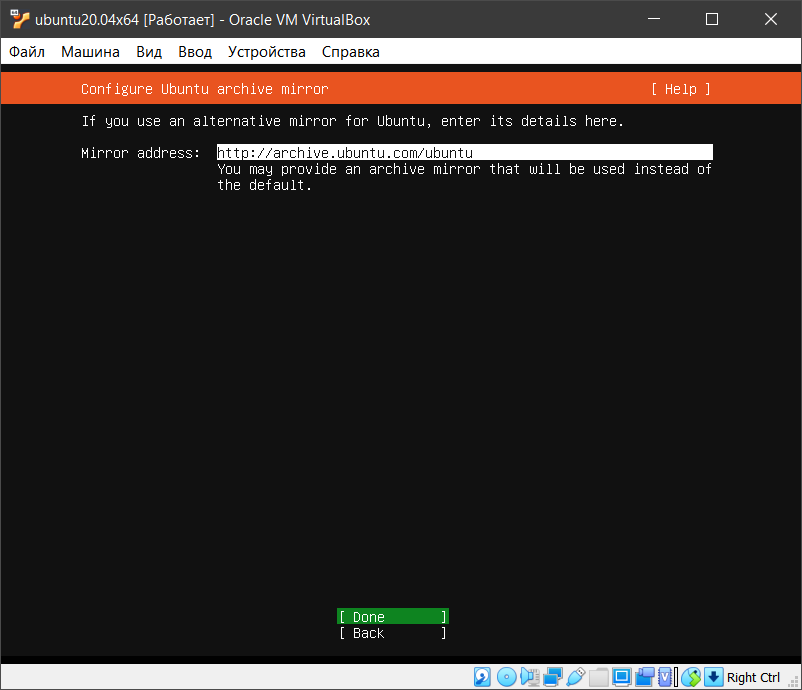 ubuntu20.04x64 [Работает] - Oracle VM VirtualBox
Файл Машина Вид Ввод Устройства Справка
Configure Ubuntu archive mirror [ Help ]
If you use an alternative mirror for Ubuntu, enter its details here.
Mirror address: http://archive.ubuntu.com/ubuntu
You may provide an archive mirror that will be used instead of
the default.
[ Done ]
[ Back ]
Right Ctrl